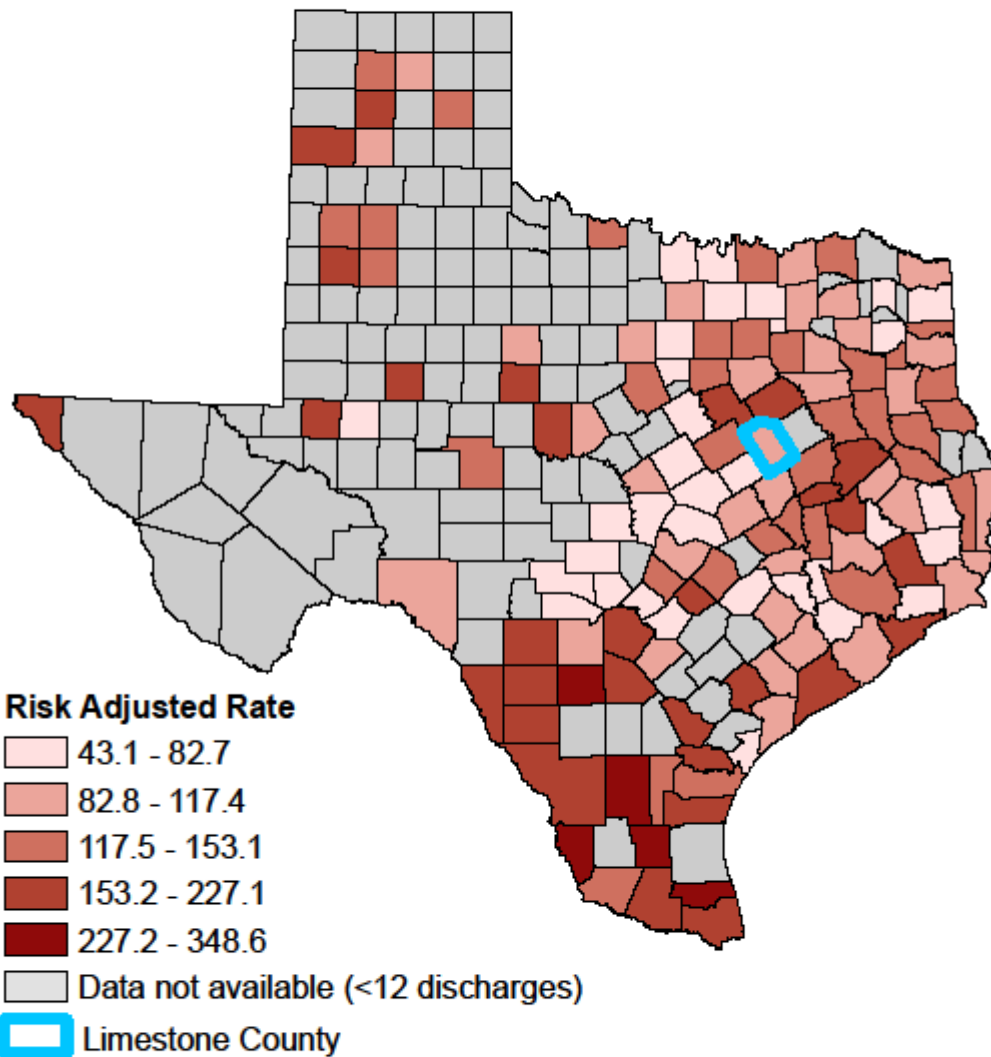 Risk Adjusted Rate
43.1 - 82.7
82.8 - 117.4
117.5 - 153.1
153.2 - 227.1
227.2 - 348.6
Data not available (<12 discharges)
Limestone County